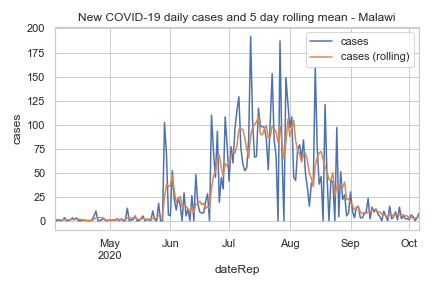 New COVID-19 daily cases and 5 day rolling mean - Malawi
cases
cases (rolling)
200
175
150
125
100
75
50
25
0
cases
May
2020
Jun
Jul
Aug
Sep
Oct
dateRep